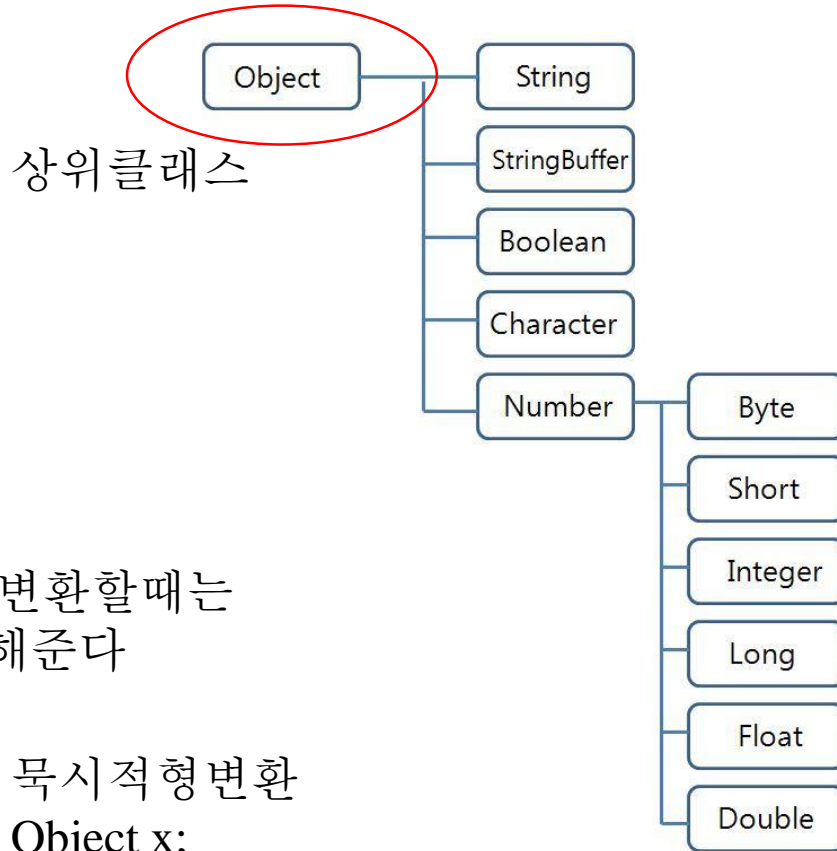 Object
String
상위클래스
StringBuffer
Boolean
Character
Number
Byte
Short
변환할때는
Integer
해준다
Long
Float
묵시적형변환
Double
Object x;